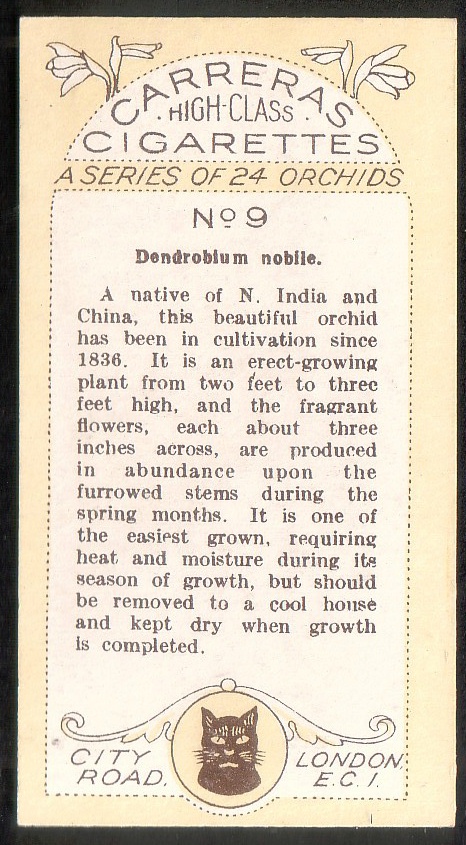 CARRERAS
. HIGH-CLASS .
CIGARETTES
A SERIES OF 24 ORCHIDS
Nº 9
Dendrobium nobile.
A native of N. India and
China, this beautiful orchid
has been in cultivation since
1836. It is an erect-growing
plant from two feet to three
feet high, and the fragrant
flowers, each about three
inches across, are produced
in abundance upon the
furrowed stems during the
spring months. It is one of
the easiest grown, requiring
heat and moisture during its
season of growth, but should
be removed to a cool house
and kept dry when growth
is completed.
CITY
ROAD.
LONDON,
E.C.1.